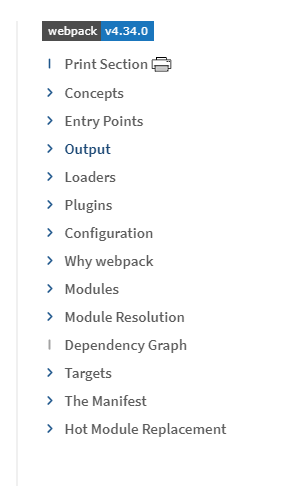 webpack v4.34.0
Print Section
Concepts
Entry Points
Output
Loaders
Plugins
Configuration
Why webpack
Modules
Module Resolution
Dependency Graph
Targets
The Manifest
Hot Module Replacement